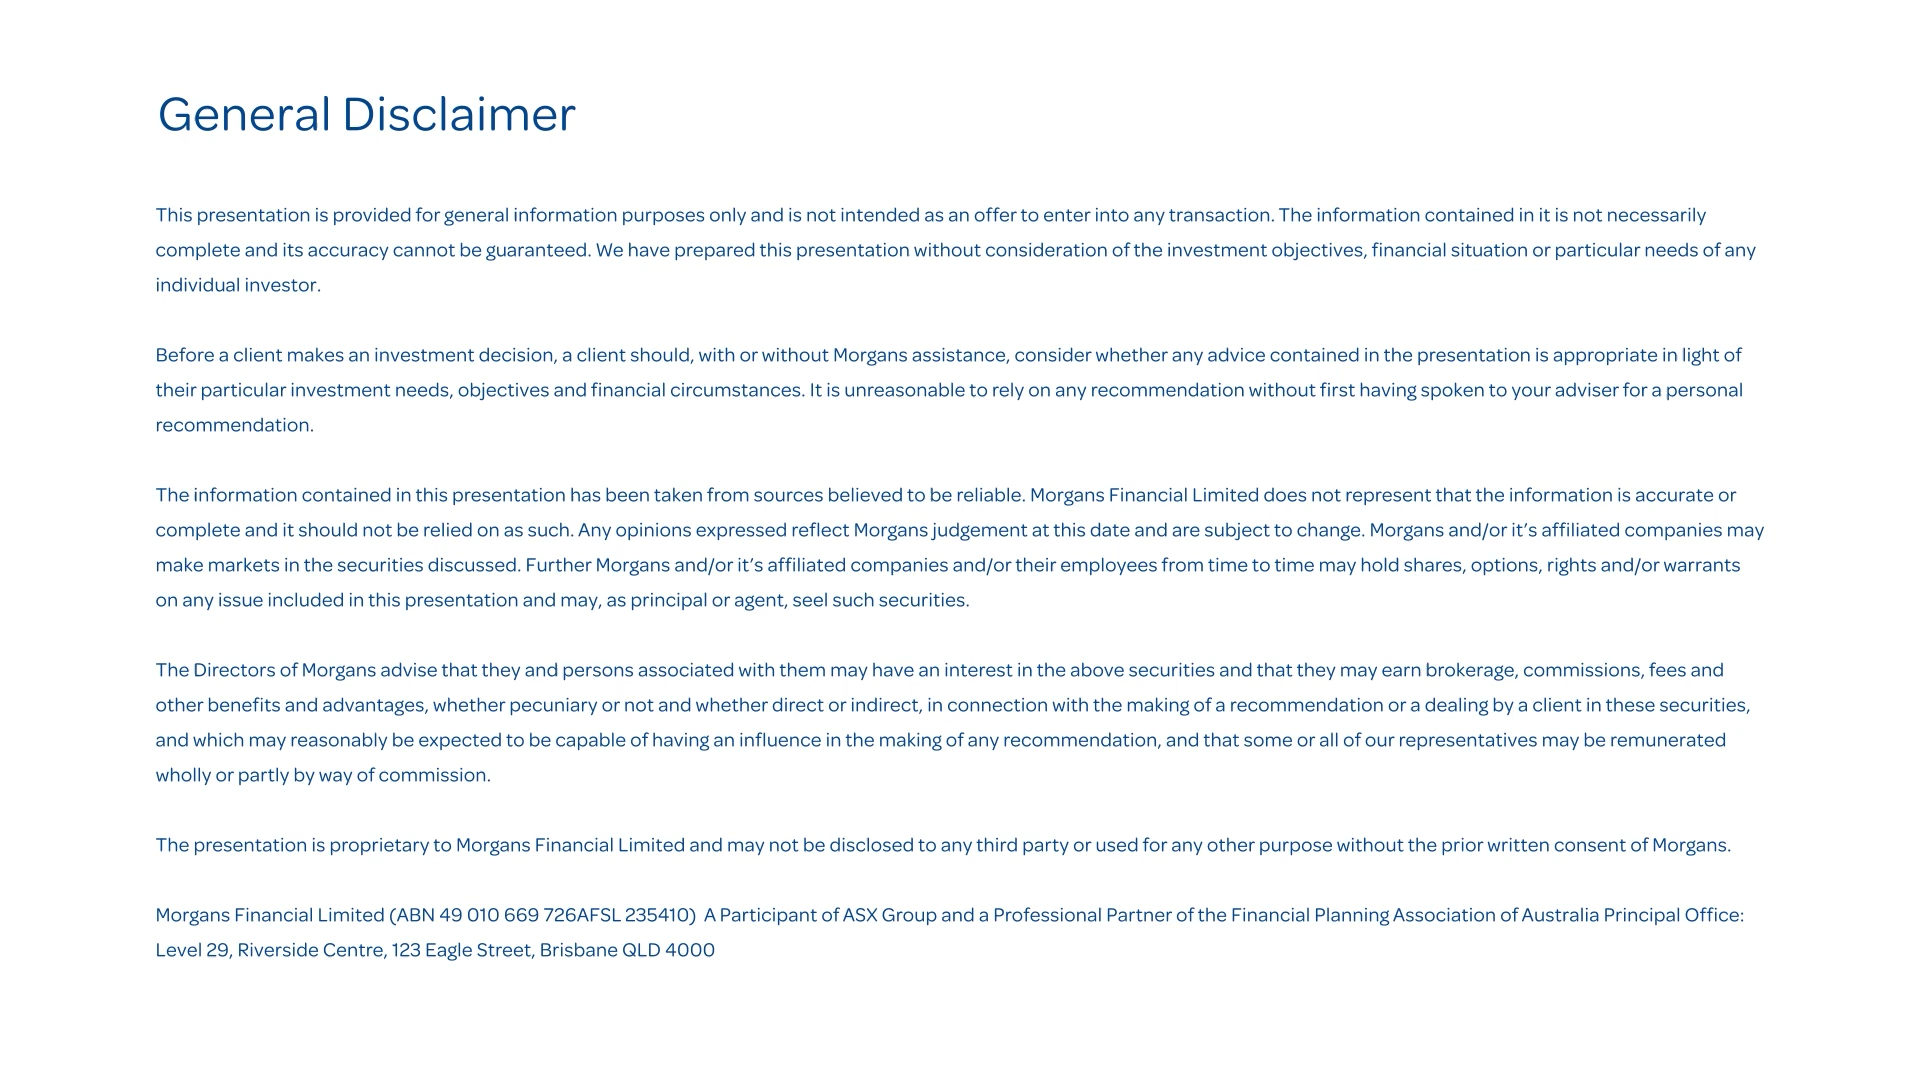 General Disclaimer
This presentation is provided for general information purposes only and is not intended as an offer to enter into any transaction. The information contained in it is not necessarily
complete and its accuracy cannot be guaranteed. We have prepared this presentation without consideration of the investment objectives, financial situation or particular needs of any
individual investor.
Before a client makes an investment decision, a client should, with or without Morgans assistance, consider whether any advice contained in the presentation is appropriate in light of
their particular investment needs, objectives and financial circumstances. It is unreasonable to rely on any recommendation without first having spoken to your adviser for a personal
recommendation.
The information contained in this presentation has been taken from sources believed to be reliable. Morgans Financial Limited does not represent that the information is accurate or
complete and it should not be relied on as such. Any opinions expressed reflect Morgans judgement at this date and are subject to change. Morgans and/or it’s affiliated companies may
make markets in the securities discussed. Further Morgans and/or it’s affiliated companies and/or their employees from time to time may hold shares, options, rights and/or warrants
on any issue included in this presentation and may, as principal or agent, seel such securities.
The Directors of Morgans advise that they and persons associated with them may have an interest in the above securities and that they may earn brokerage, commissions, fees and
other benefits and advantages, whether pecuniary or not and whether direct or indirect, in connection with the making of a recommendation or a dealing by a client in these securities,
and which may reasonably be expected to be capable of having an influence in the making of any recommendation, and that some or all of our representatives may be remunerated
wholly or partly by way of commission.
The presentation is proprietary to Morgans Financial Limited and may not be disclosed to any third party or used for any other purpose without the prior written consent of Morgans.
Morgans Financial Limited (ABN 49 010 669 726AFSL 235410)  A Participant of ASX Group and a Professional Partner of the Financial Planning Association of Australia Principal Office:
Level 29, Riverside Centre, 123 Eagle Street, Brisbane QLD 4000